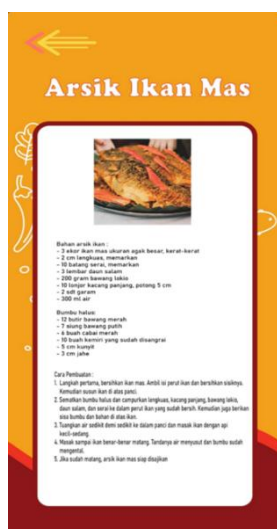 Arsik Ikan Mas
Bahan arsik ikan :
- 3 ekor ikan mas ukuran agak besar, kerat-kerat
- 2 cm lengkuas, memarkan
- 10 batang serai, memarkan
- 3 lembar daun salam
- 200 gram bawang lokio
- 10 lonjor kacang panjang, potong 5 cm
- 2 sdt garam
- 300 ml air
Bumbu halus:
- 12 butir bawang merah
- 7 siung bawang putih
- 6 buah cabai merah
- 10 buah kemiri yang sudah disangrai
- 5 cm kunyit
- 3 cm jahe
Cara Pembuatan :
1. Langkah pertama, bersihkan ikan mas. Ambil isi perut ikan dan bersihkan sisiknya.
Kemudian susun ikan di atas panci.
2. Sematkan bumbu halus dan campurkan lengkuas, kacang panjang, bawang lokio,
daun salam, dan serai ke dalam perut ikan yang sudah bersih. Kemudian juga berikan
sisa bumbu dan bahan di atas ikan.
3. Tuangkan air sedikit demi sedikit ke dalam panci dan masak ikan dengan api
kecil-sedang.
4. Masak sampai ikan benar-benar matang. Tandanya air menyusut dan bumbu sudah
mengental.
5. Jika sudah matang, arsik ikan mas siap disajikan